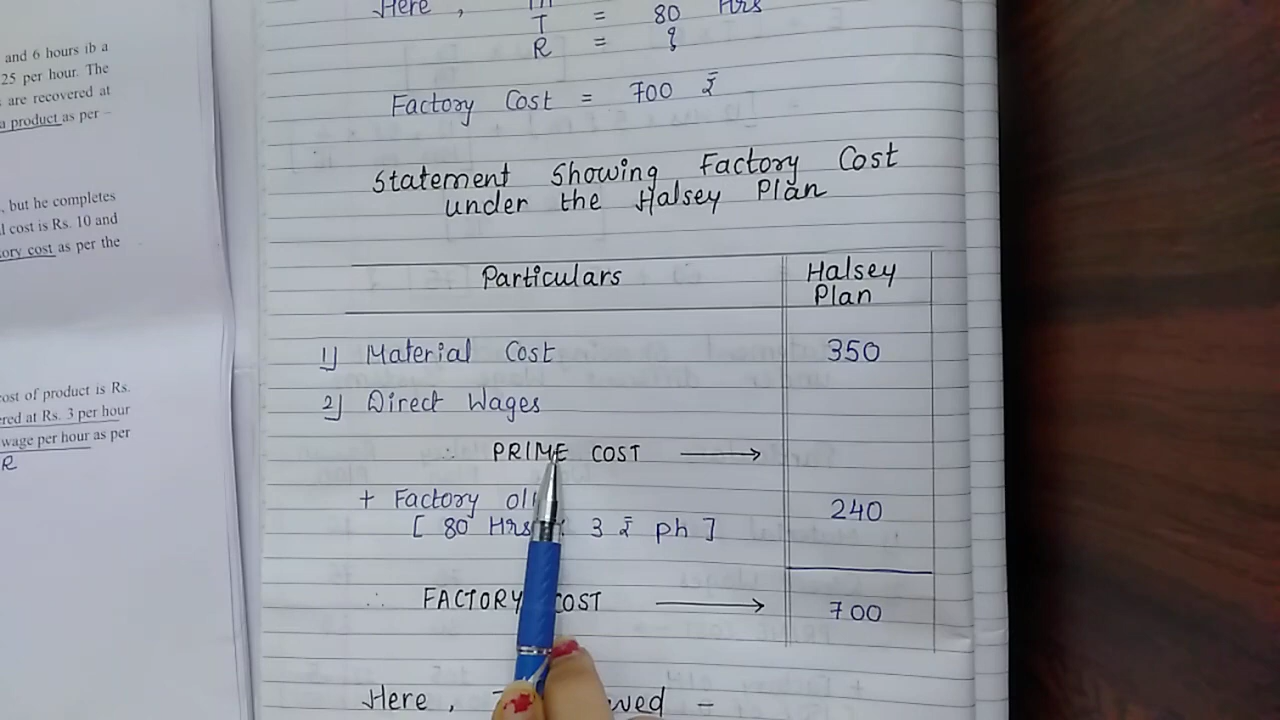 and 6 hours ib a
25 per hour. The
are recovered at
a product as per –
, but he completes
l cost is Rs. 10 and
ory cost as per the
cost of product is Rs.
ered at Rs. 3 per hour
wage per hour as per
R
Here ,
T = 80 Hrs
R = ?
Factory Cost = 700 ₹
Statement Showing Factory Cost
under the Halsey Plan
Particulars Halsey Plan
1) Material Cost 350
2) Direct Wages
∴ PRIME COST →
+ Factory 240
[ 80 Hrs 3 ₹ ph ]
∴ FACTORY COST → 700
Here ,